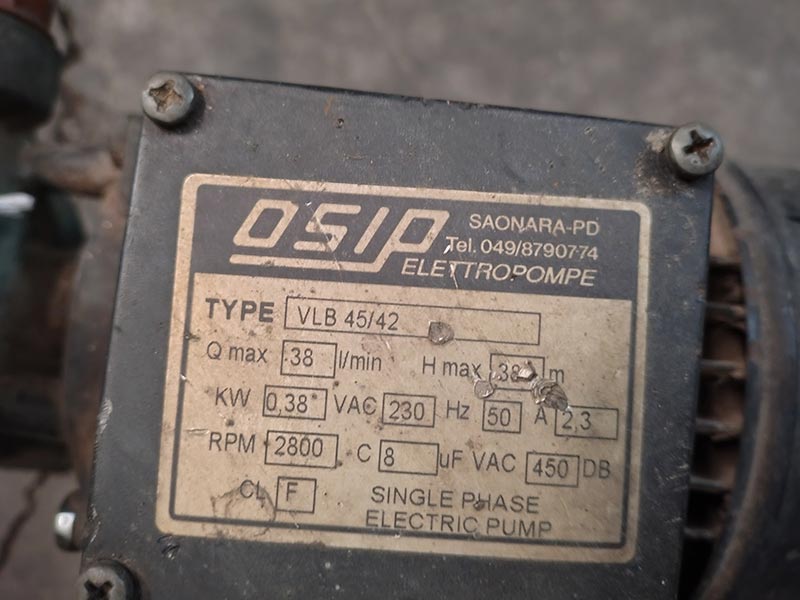 OSIP SAONARA-PD
Tel. 049/8790774
ELETTROPOMPE
TYPE VLB 45/42
Q max 38 l/min H max 38 m
KW 0,38 VAC 230 Hz 50 A 2,3
RPM 2800 C 8 uF VAC 450 DB
CL F SINGLE PHASE
ELECTRIC PUMP